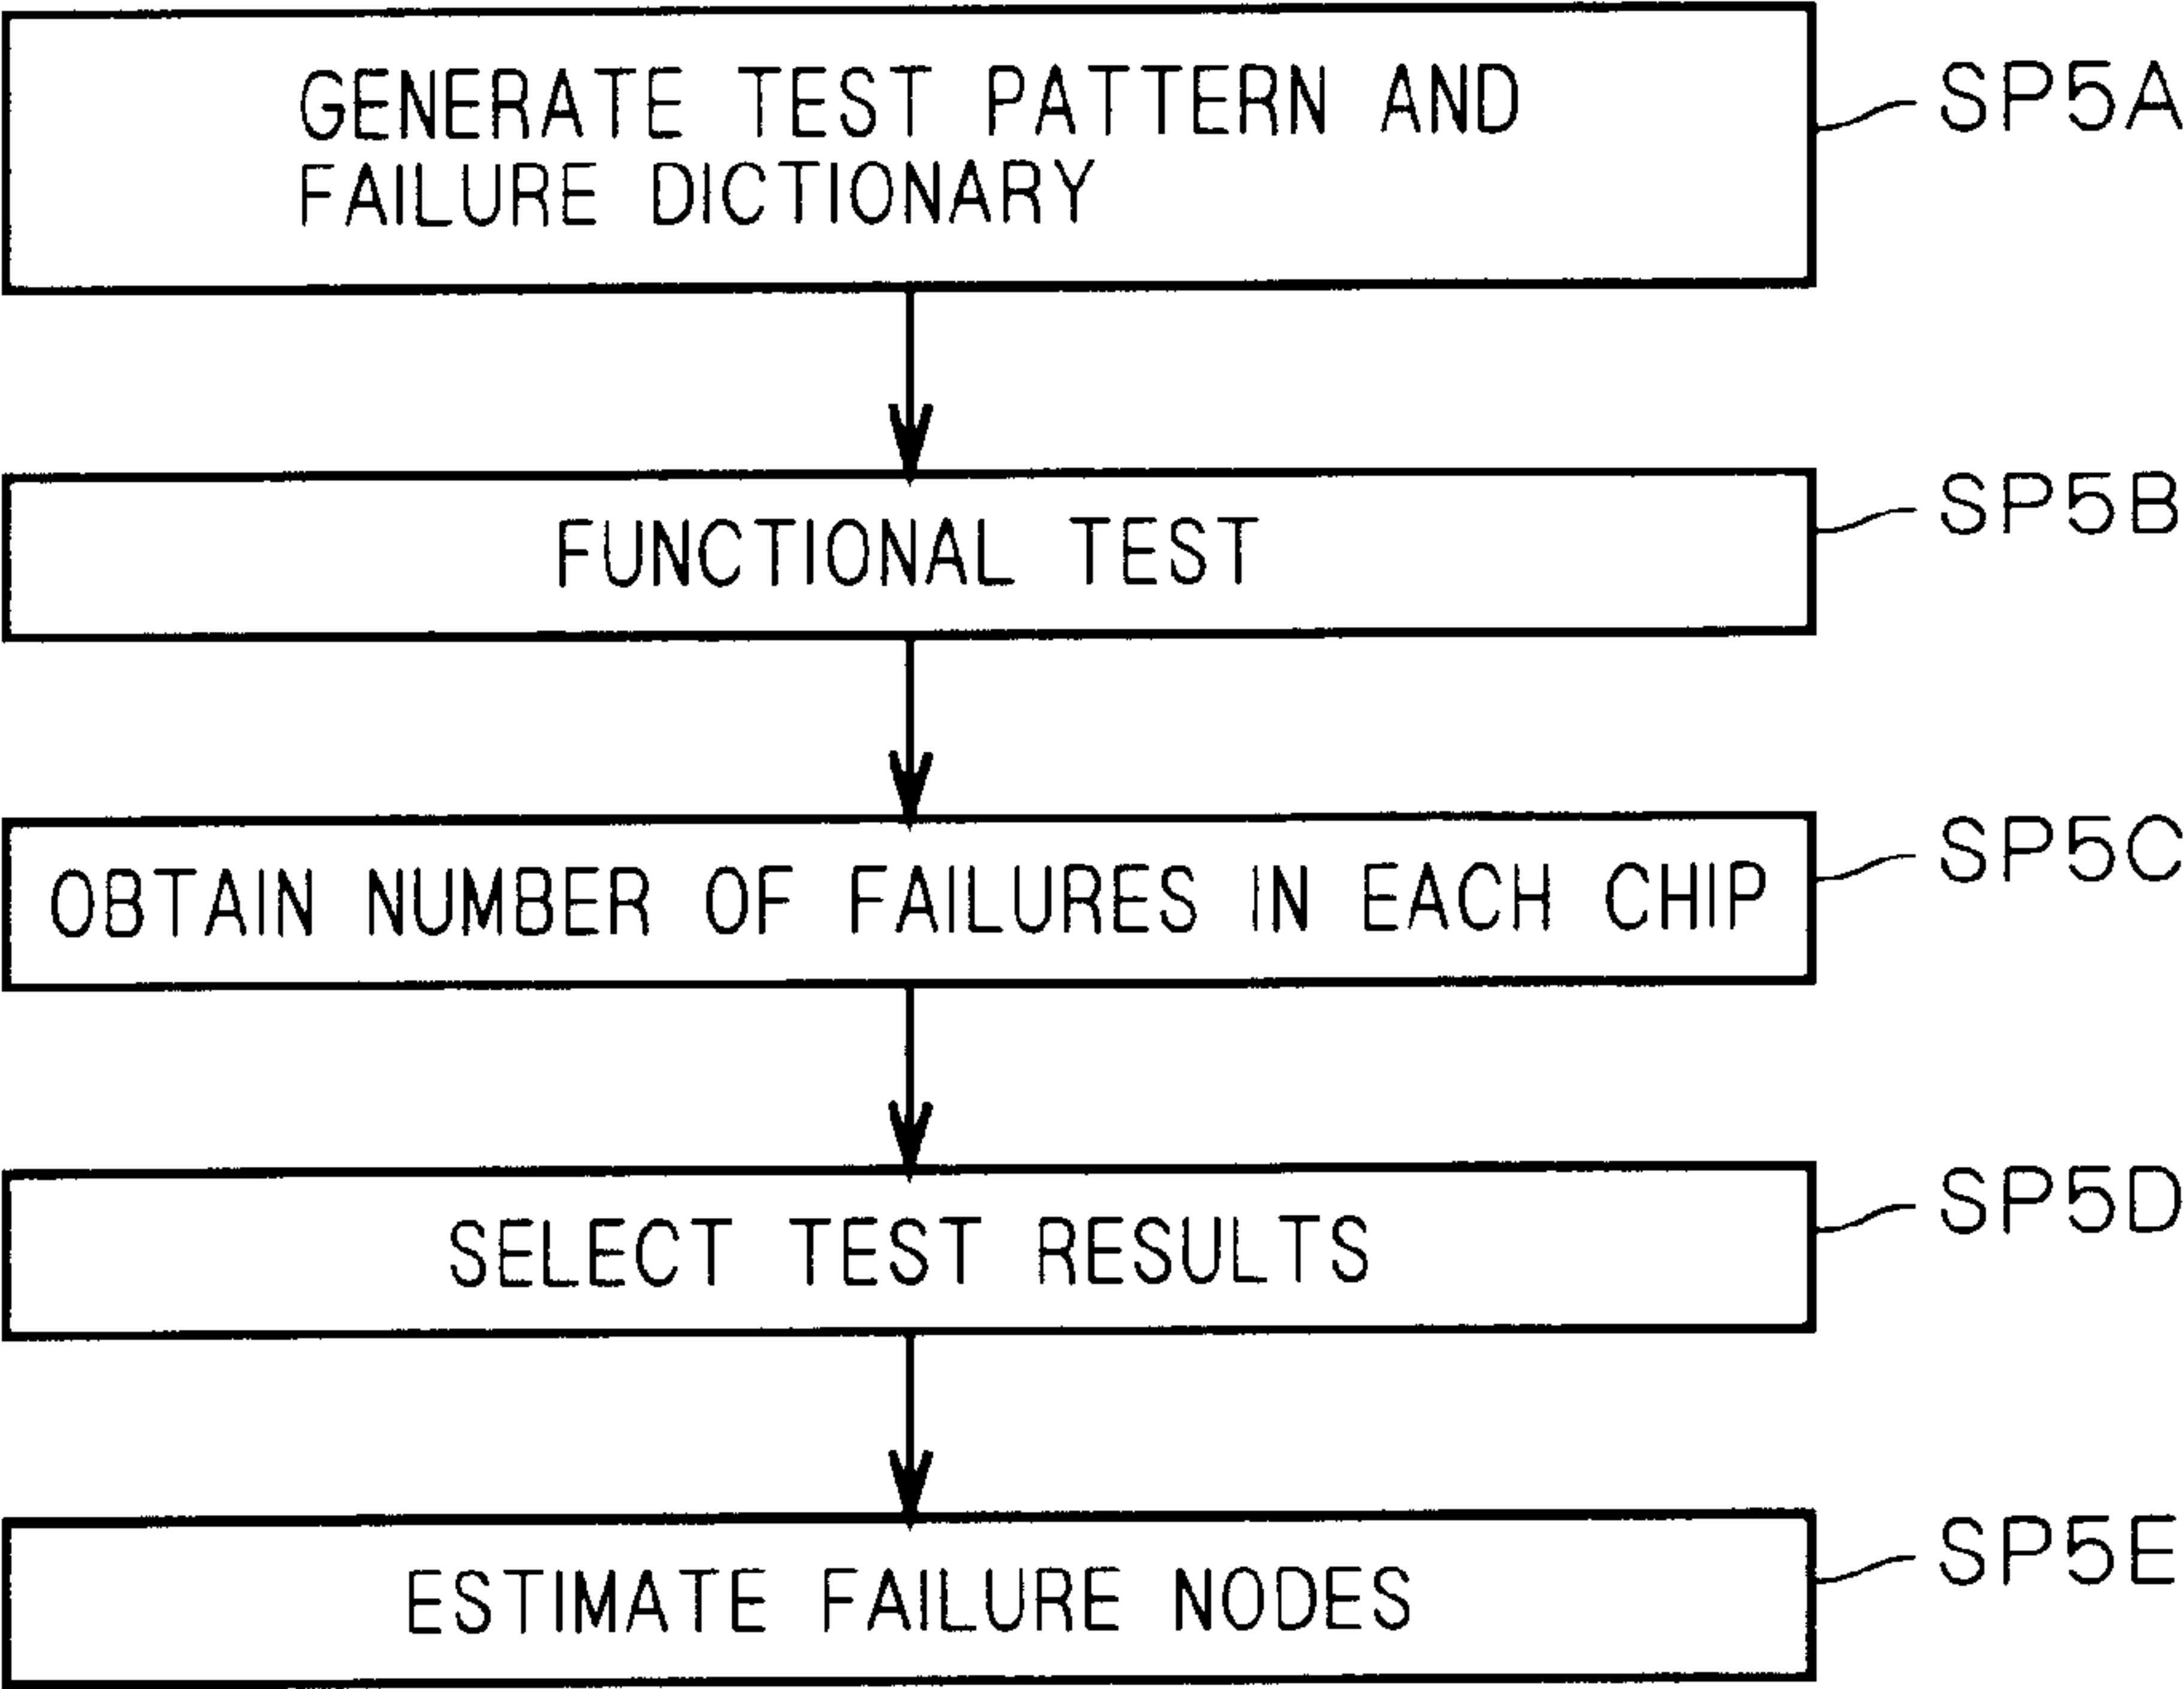 GENERATE TEST PATTERN AND
FAILURE DICTIONARY
SP5A
FUNCTIONAL TEST
SP5B
OBTAIN NUMBER OF FAILURES IN EACH CHIP
SP5C
SELECT TEST RESULTS
SP5D
ESTIMATE FAILURE NODES
SP5E